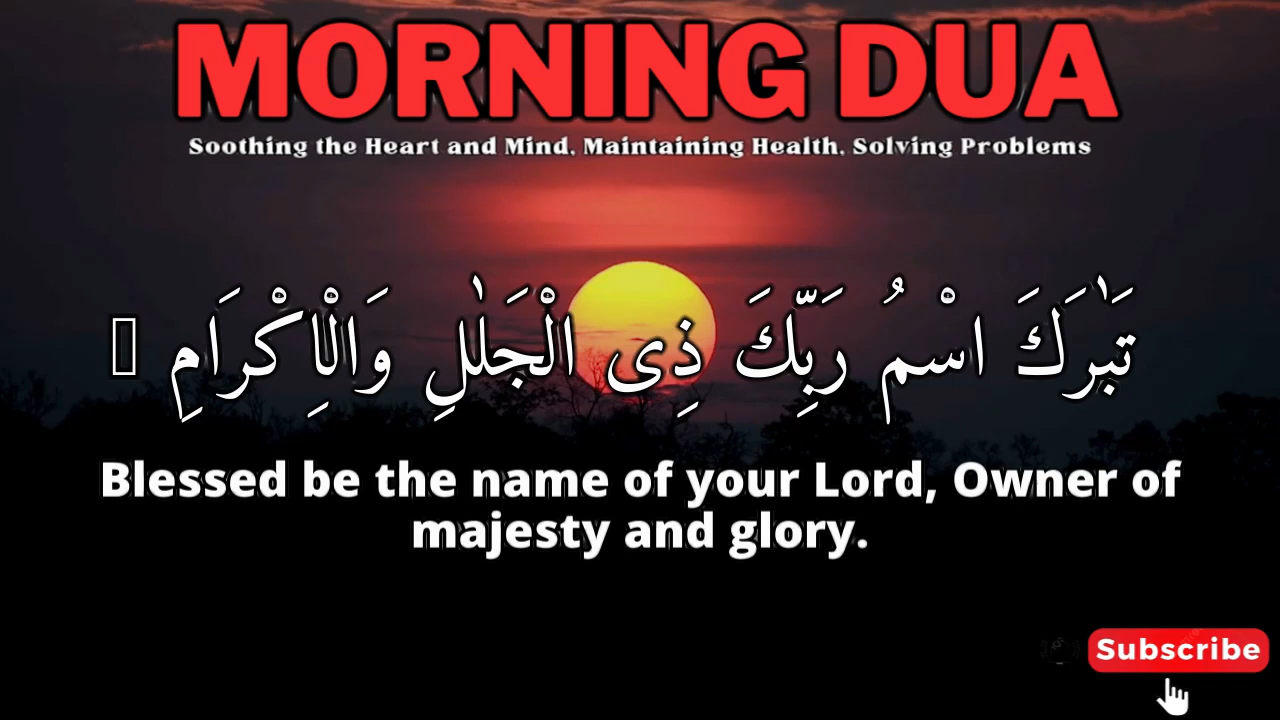 MORNING DUA
Soothing the Heart and Mind, Maintaining Health, Solving Problems
تَبٰرَكَ اسْمُ رَبِّكَ ذِى الْجَلٰلِ وَالْاِكْرَامِ
Blessed be the name of your Lord, Owner of
majesty and glory.
Subscribe